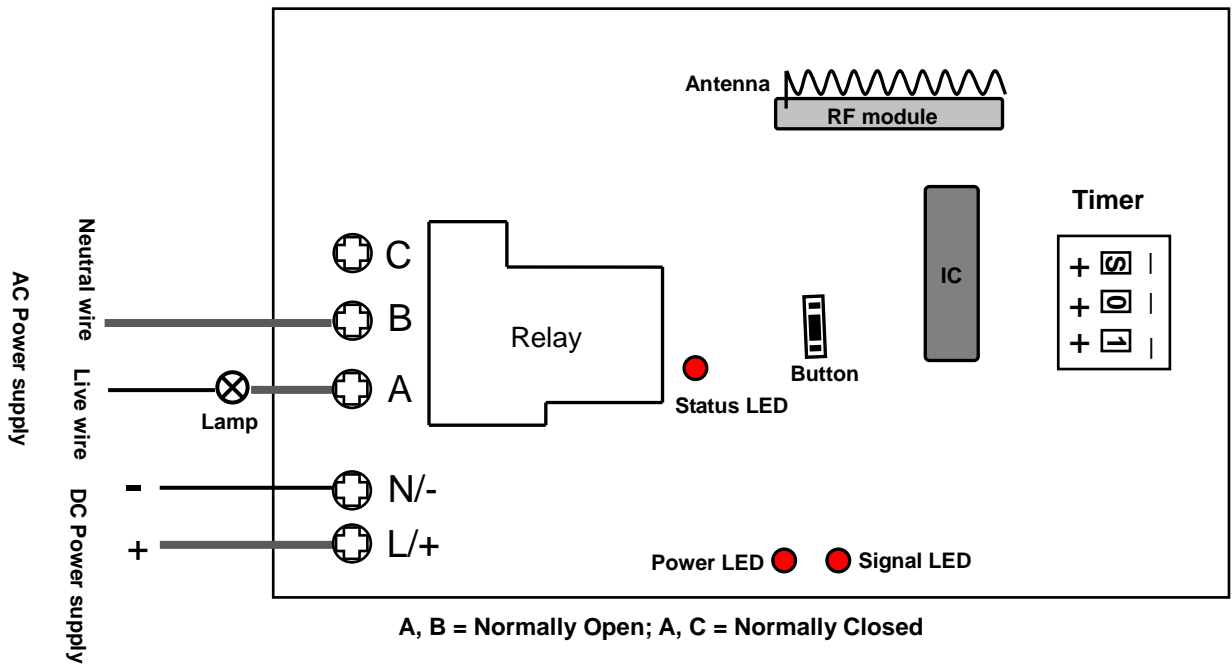 Antenna
RF module
Timer
S
0
1
+
+
+
-
-
-
IC
C
B
A
Relay
Button
Status LED
Lamp
N/-
L/+
-
+
Power LED
Signal LED
Neutral wire
Live wire
AC Power supply
DC Power supply
A, B = Normally Open; A, C = Normally Closed